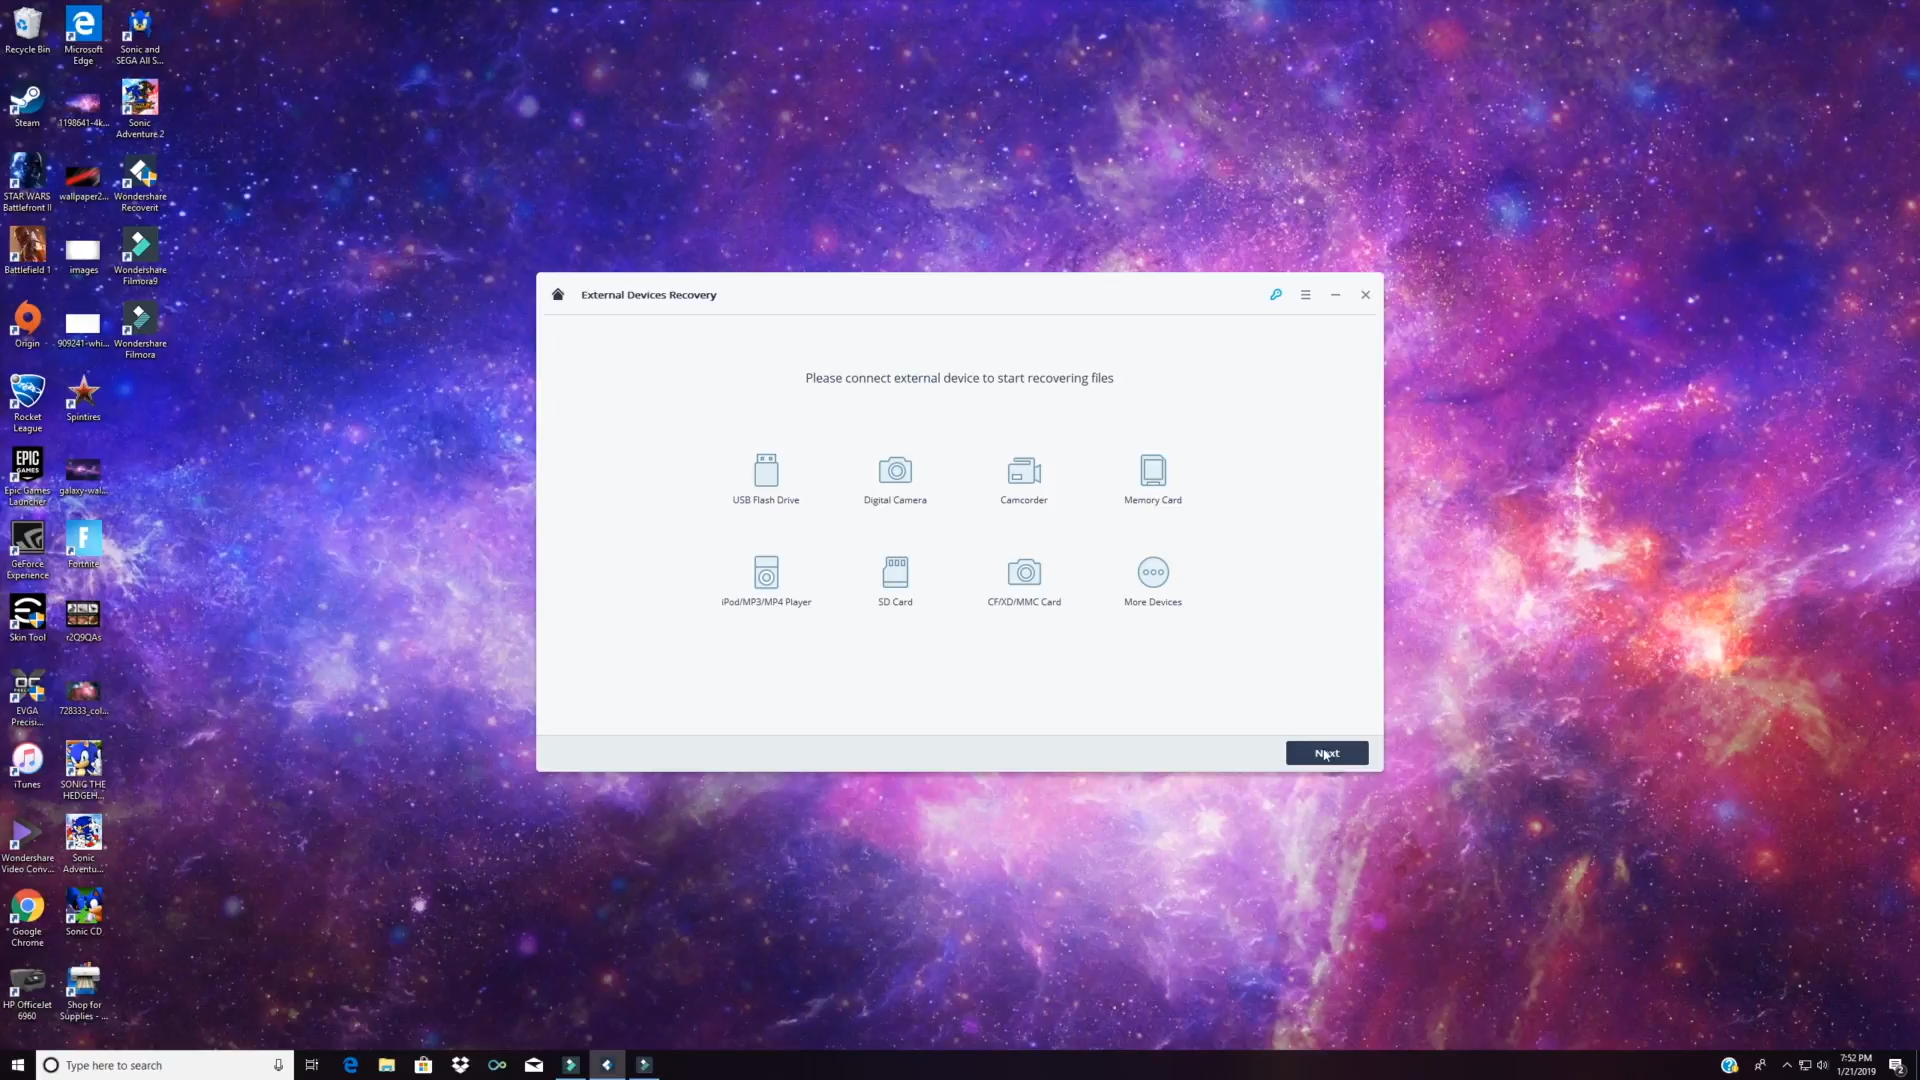 Recycle Bin
Microsoft
Edge
Sonic and
SEGA All S...
Steam
1198641-4k...
Sonic
Adventure 2
STAR WARS
Battlefront II
wallpaper2...
Wondershare
Recoverit
Battlefield 1
images
Wondershare
Filmora9
Origin
909241-whi...
Wondershare
Filmora
Rocket
League
Spintires
EPIC
GAMES
Epic Games
Launcher
galaxy-wal...
GeForce
Experience
F
Fortnite
Skin Tool
r2Q9QAs
EVGA
Precisi...
728333_col...
iTunes
SONIC THE
HEDGEH...
Wondershare
Video Conv...
Sonic
Advantu...
Google
Chrome
Sonic CD
HP OfficeJet
6960
Shop for
Supplies - ...
External Devices Recovery
Please connect external device to start recovering files
USB Flash Drive
Digital Camera
Camcorder
Memory Card
iPod/MP3/MP4 Player
SD Card
CF/XD/MMC Card
More Devices
Next
Type here to search
7:52 PM
1/21/2019
2